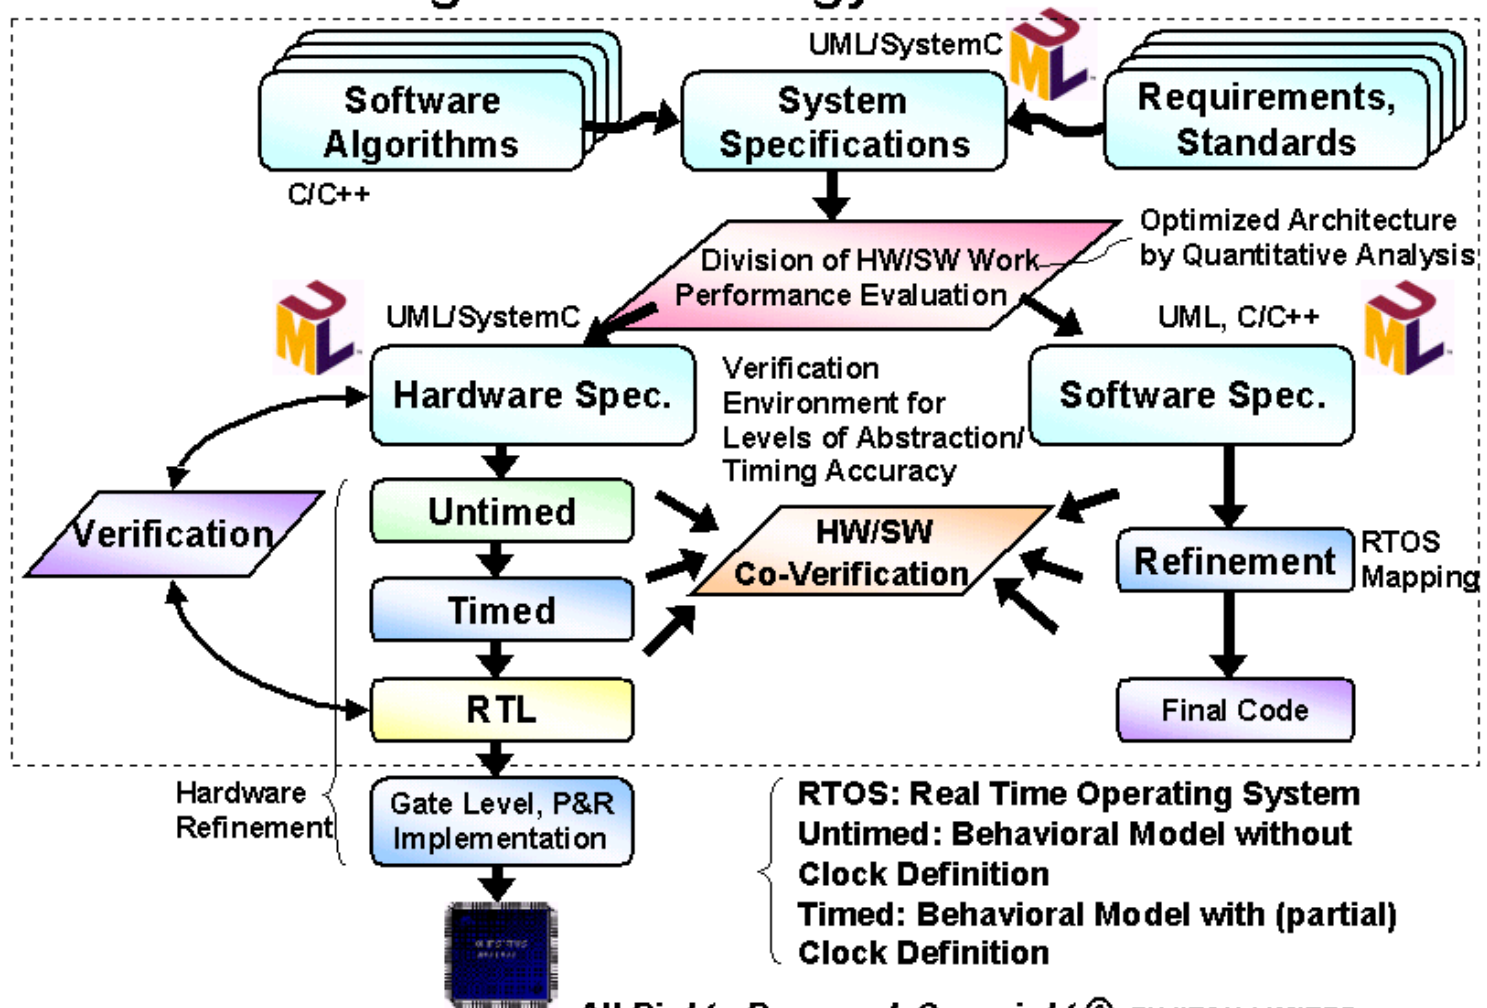 UML/SystemC
UML
Software
Algorithms
C/C++
System
Specifications
Requirements,
Standards
Division of HW/SW Work
Performance Evaluation
Optimized Architecture
by Quantitative Analysis
UML
UML/SystemC
UML, C/C++
UML
Hardware Spec.
Verification
Environment for
Levels of Abstraction/
Timing Accuracy
Software Spec.
Verification
Untimed
HW/SW
Co-Verification
Refinement
RTOS
Mapping
Timed
RTL
Final Code
Hardware
Refinement
Gate Level, P&R
Implementation
RTOS: Real Time Operating System
Untimed: Behavioral Model without
Clock Definition
Timed: Behavioral Model with (partial)
Clock Definition